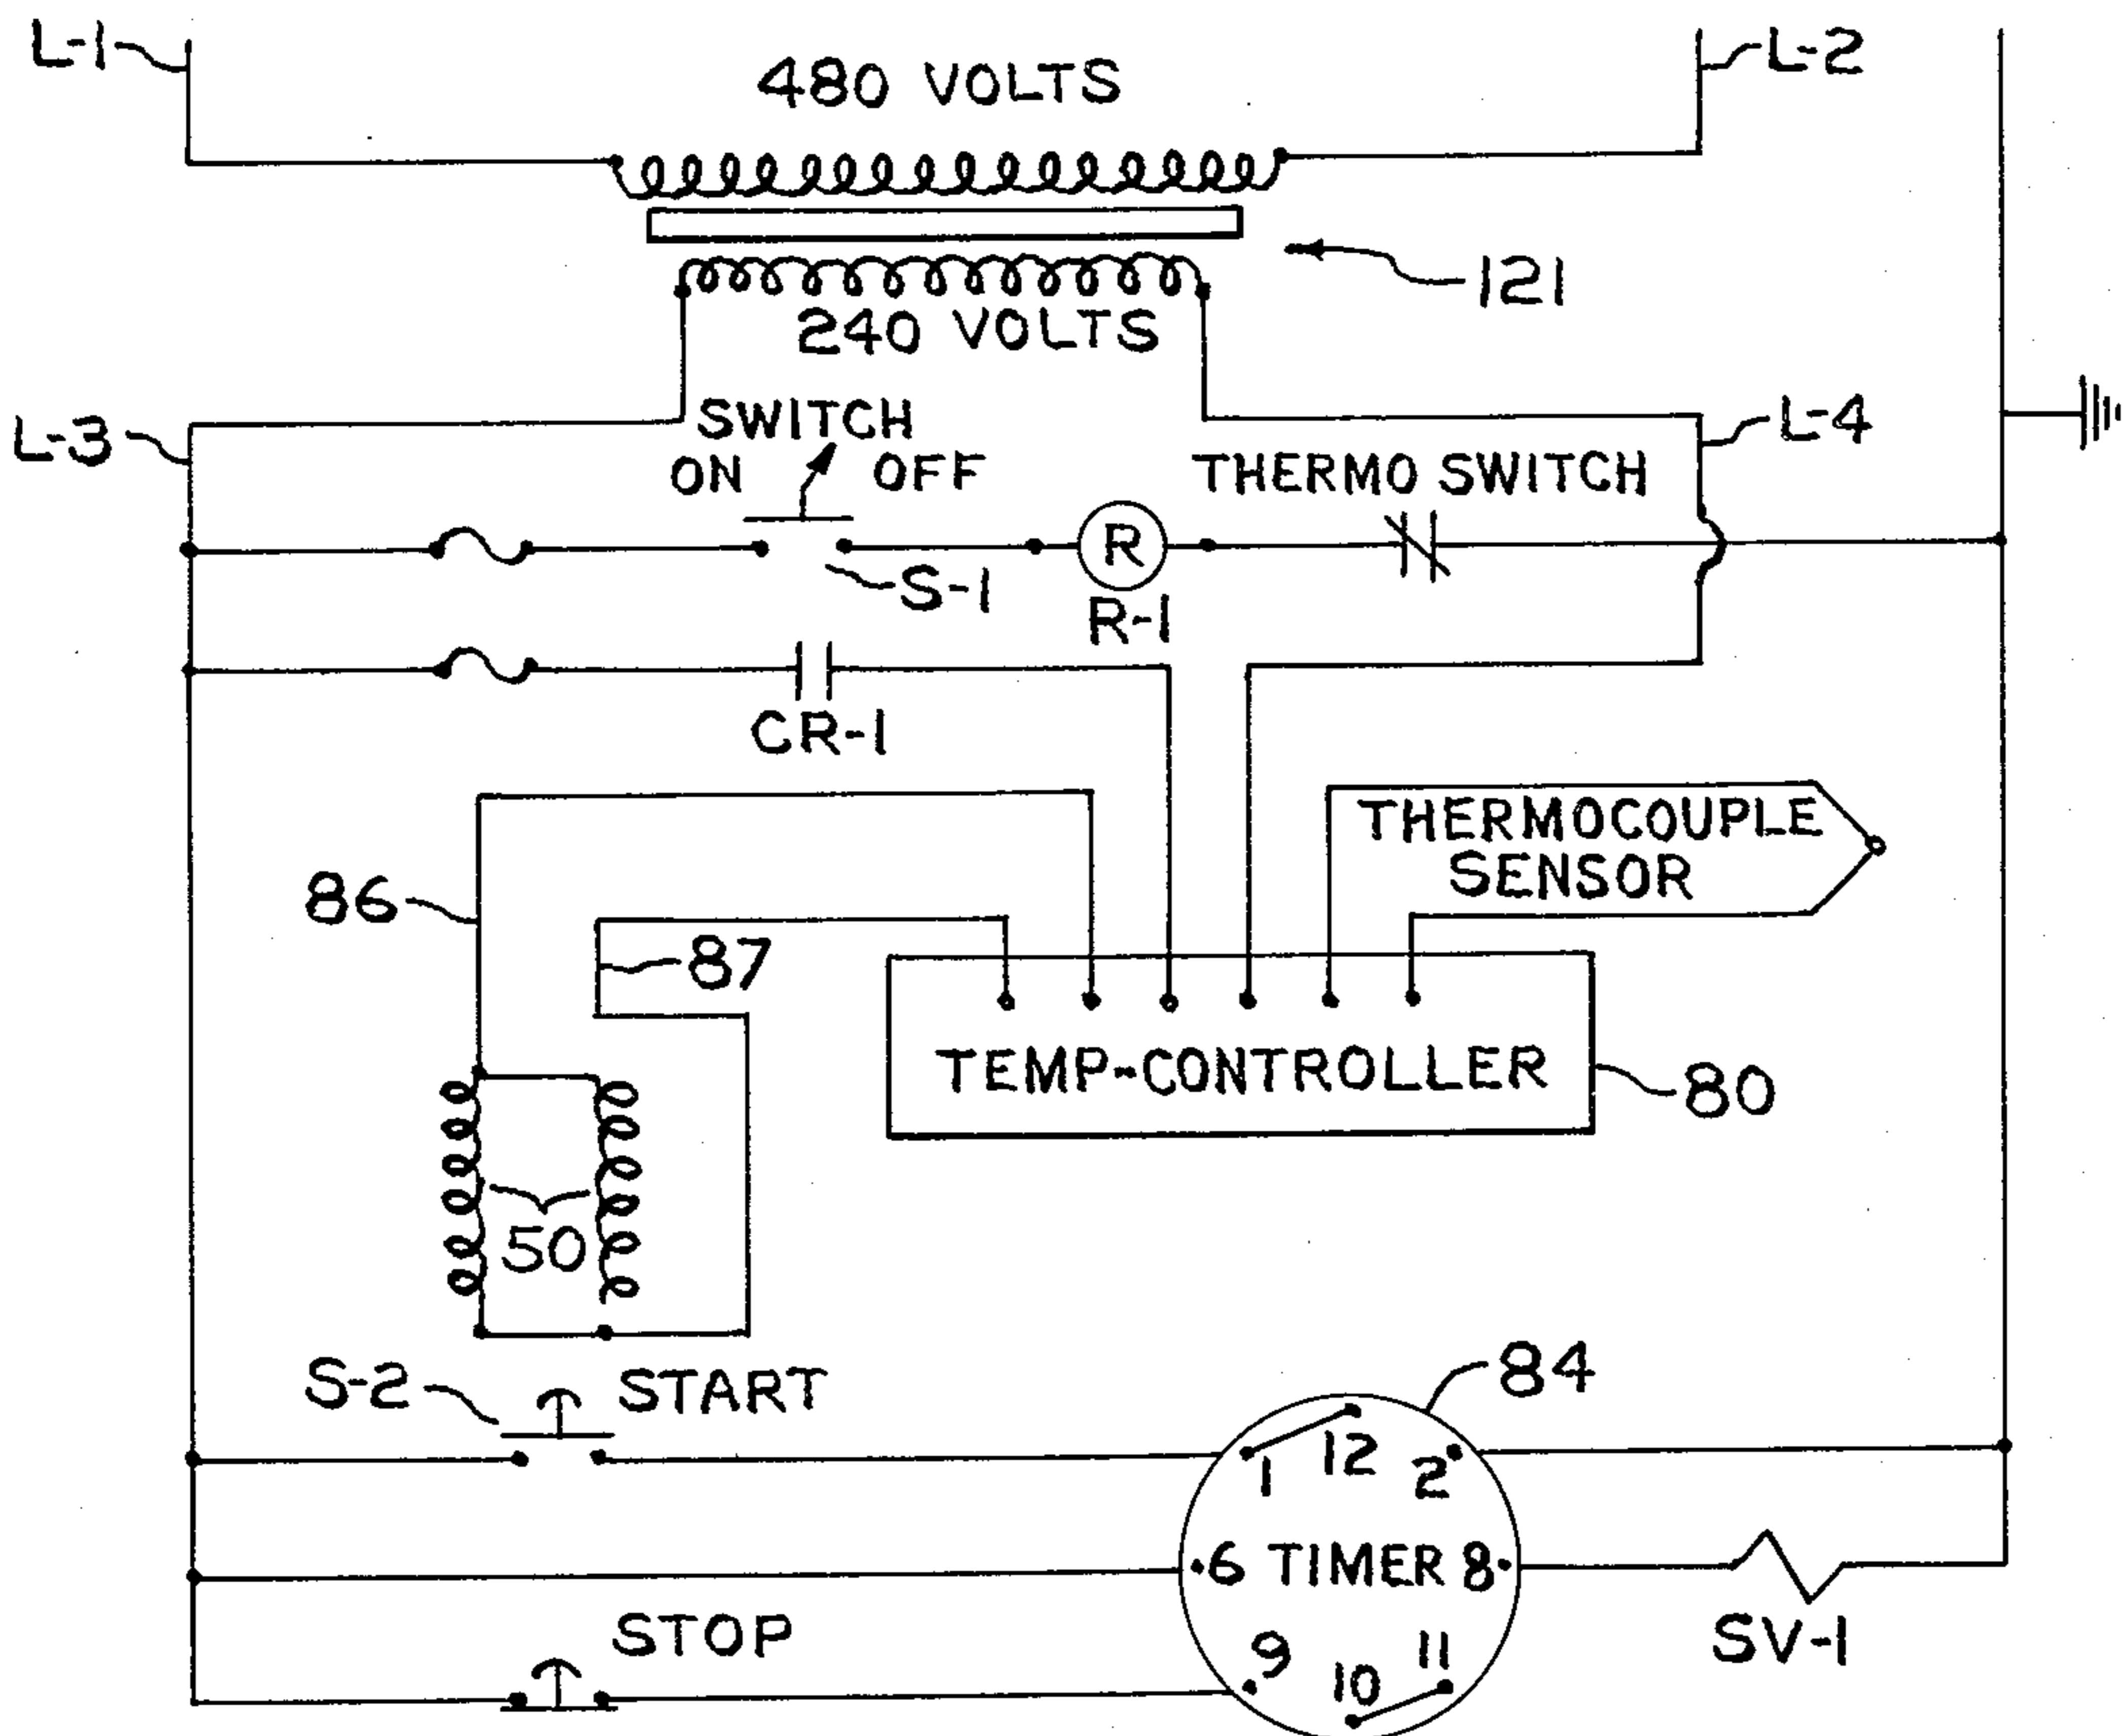 L-1
480 VOLTS
L-2
121
240 VOLTS
L-3
SWITCH
ON OFF
THERMO SWITCH
L-4
S-1
R
R-1
CR-1
THERMOCOUPLE
SENSOR
86
87
TEMP-CONTROLLER
80
50
S-2
START
84
1 12 2
6 TIMER 8
STOP
SV-1
9 10 11